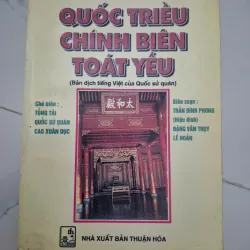 QUỐC TRIỀU
CHÍNH BIÊN
TOÁT YẾU
(Bản dịch tiếng Việt của Quốc sử quán)
Chủ biên :
TỔNG TÀI
QUỐC SỬ QUÁN
CAO XUÂN DỤC
太和殿
Biên soạn :
TRẦN ĐÌNH PHONG
(Hiệu đính)
ĐẶNG VĂN THỤY
LÊ HOÀN
NHÀ XUẤT BẢN THUẬN HÓA